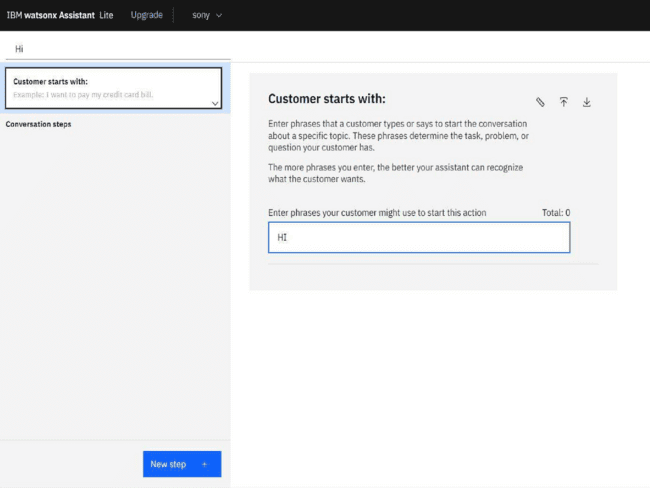 IBM watsonx Assistant Lite Upgrade sony
Hi
Customer starts with:
Example: I want to pay my credit card bill.
Conversation steps
New step +
Customer starts with:
Enter phrases that a customer types or says to start the conversation
about a specific topic. These phrases determine the task, problem, or
question your customer has.
The more phrases you enter, the better your assistant can recognize
what the customer wants.
Enter phrases your customer might use to start this action Total: 0
HI